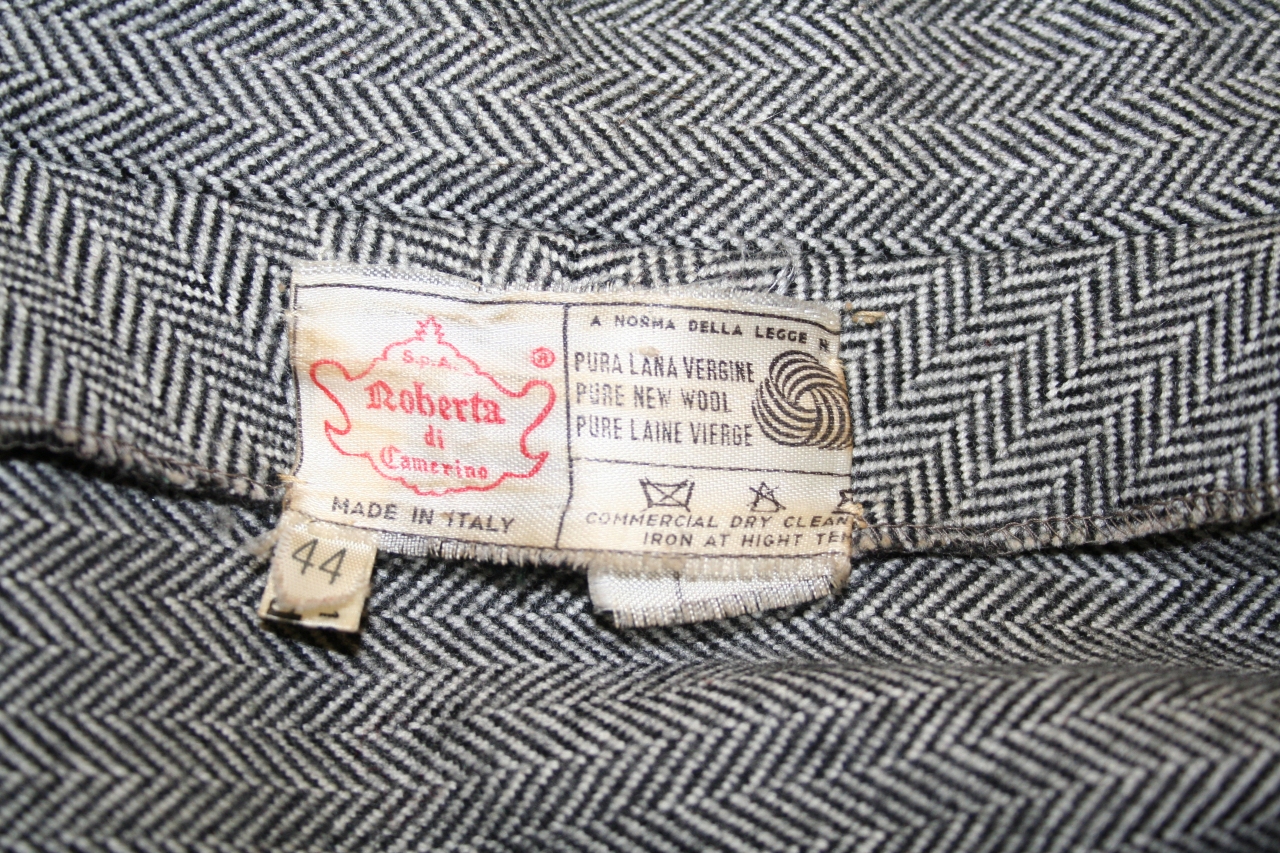 S.p.A.
®
Roberta
di
Camerino
MADE IN ITALY
44
A NORMA DELLA LEGGE N.
PURA LANA VERGINE
PURE NEW WOOL
PURE LAINE VIERGE
A
COMMERCIAL DRY CLEAN
IRON AT HIGHT TEM